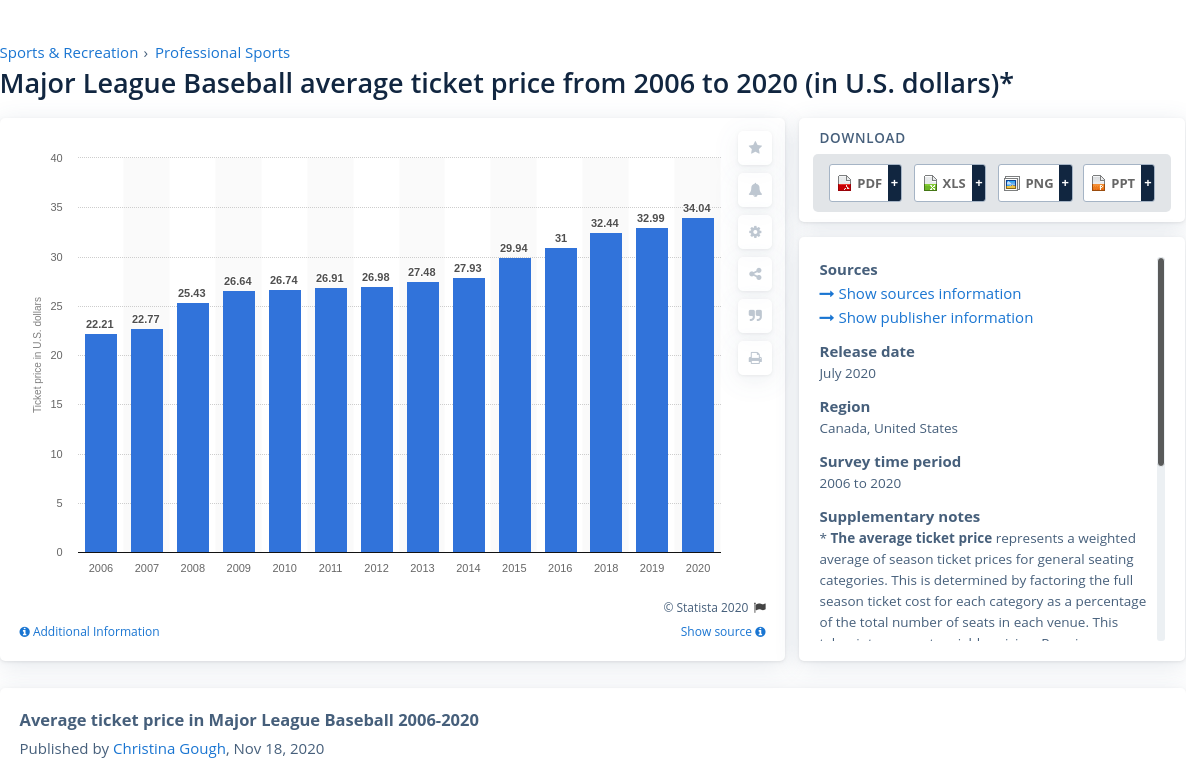 Sports & Recreation › Professional Sports
Major League Baseball average ticket price from 2006 to 2020 (in U.S. dollars)*
40
35
30
25
20
15
10
5
0
Ticket price in U.S. dollars
22.21
22.77
25.43
26.64
26.74
26.91
26.98
27.48
27.93
29.94
31
32.44
32.99
34.04
2006 2007 2008 2009 2010 2011 2012 2013 2014 2015 2016 2018 2019 2020
© Statista 2020
Additional Information
Show source
DOWNLOAD
PDF + XLS + PNG + PPT +
Sources
Show sources information
Show publisher information
Release date
July 2020
Region
Canada, United States
Survey time period
2006 to 2020
Supplementary notes
* The average ticket price represents a weighted
average of season ticket prices for general seating
categories. This is determined by factoring the full
season ticket cost for each category as a percentage
of the total number of seats in each venue. This
Average ticket price in Major League Baseball 2006-2020
Published by Christina Gough, Nov 18, 2020